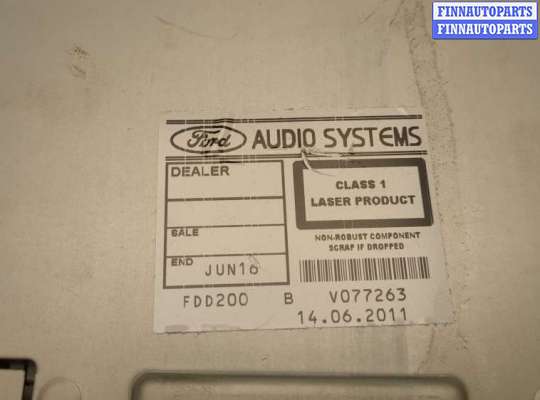 FINNAUTOPARTS
FINNAUTOPARTS
FINNAUTOPARTS
Ford AUDIO SYSTEMS
DEALER
SALE
END JUN16
CLASS 1
LASER PRODUCT
NON-ROBUST COMPONENT
SCRAP IF DROPPED
FDD200 B V077263
14.06.2011